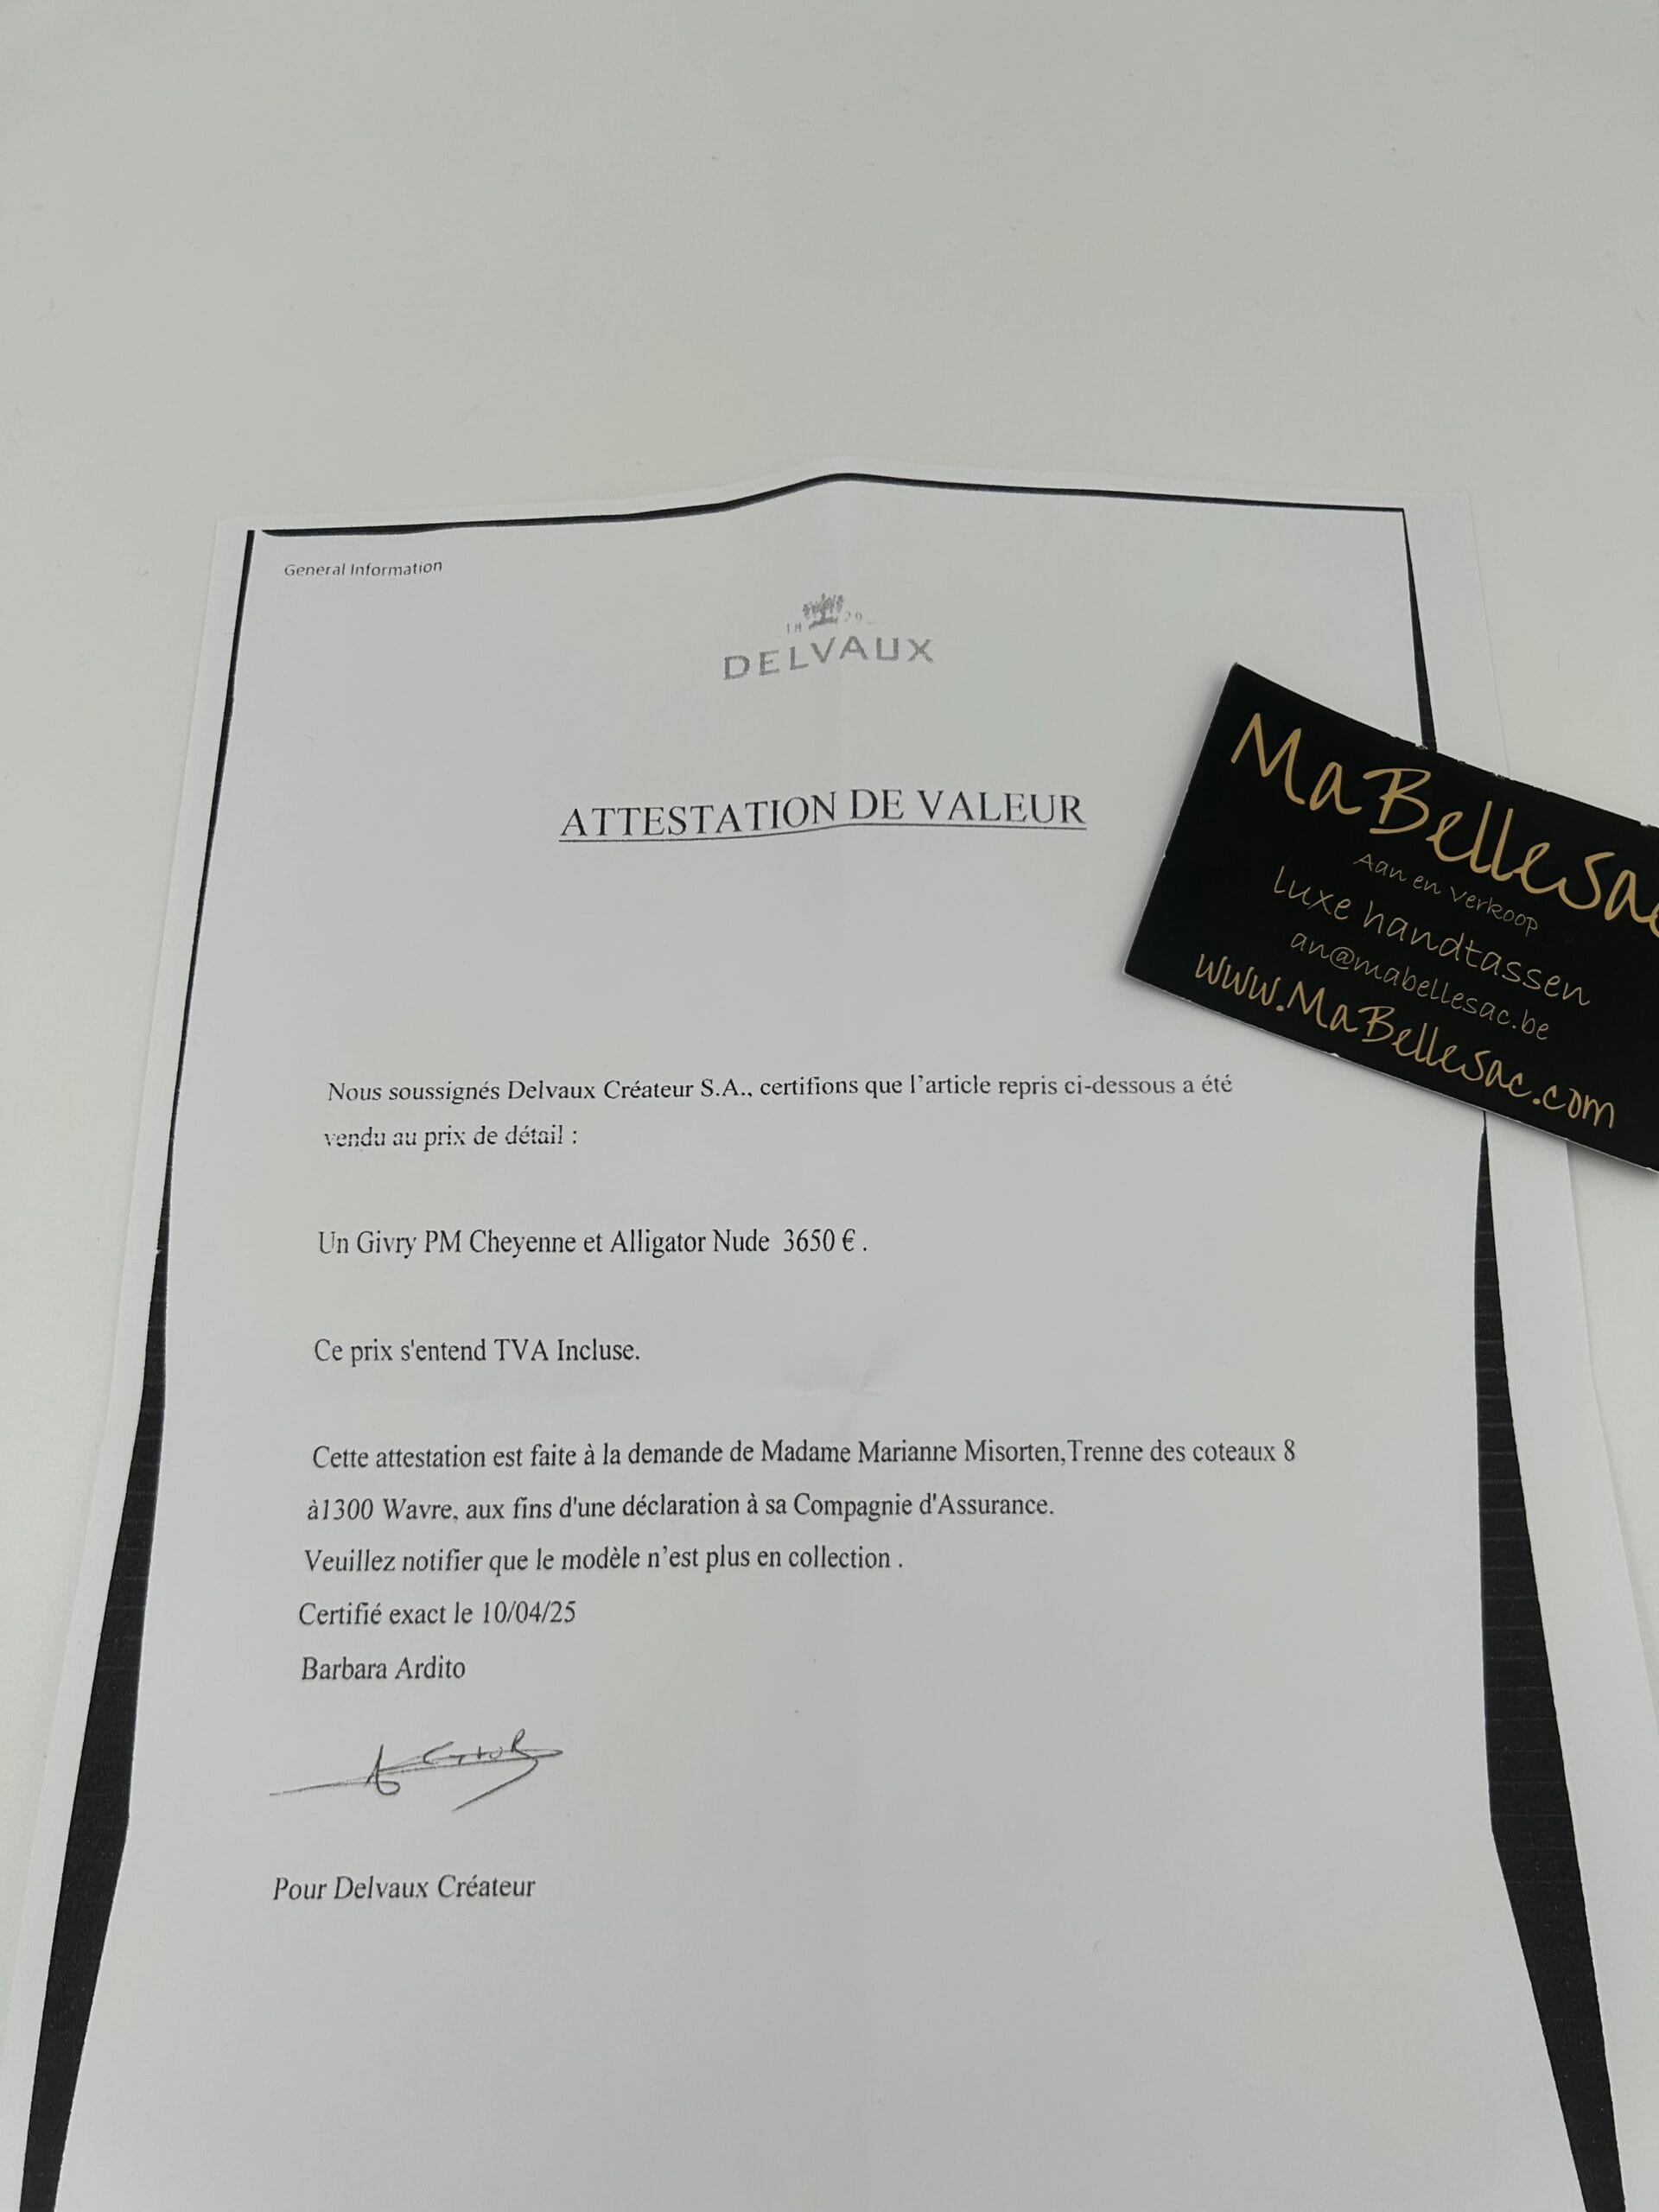 General Information
18 29
DELVAUX
ATTESTATION DE VALEUR
Nous soussignés Delvaux Créateur S.A., certifions que l'article repris ci-dessous a été
vendu au prix de détail :
Un Givry PM Cheyenne et Alligator Nude 3650 € .
Ce prix s'entend TVA Incluse.
Cette attestation est faite à la demande de Madame Marianne Misorten,Trenne des coteaux 8
à1300 Wavre, aux fins d'une déclaration à sa Compagnie d'Assurance.
Veuillez notifier que le modèle n'est plus en collection .
Certifié exact le 10/04/25
Barbara Ardito
Pour Delvaux Créateur
MaBelleSac
Aan en verkoop
Luxe handtassen
an@mabellesac.be
www.MaBelleSac.com